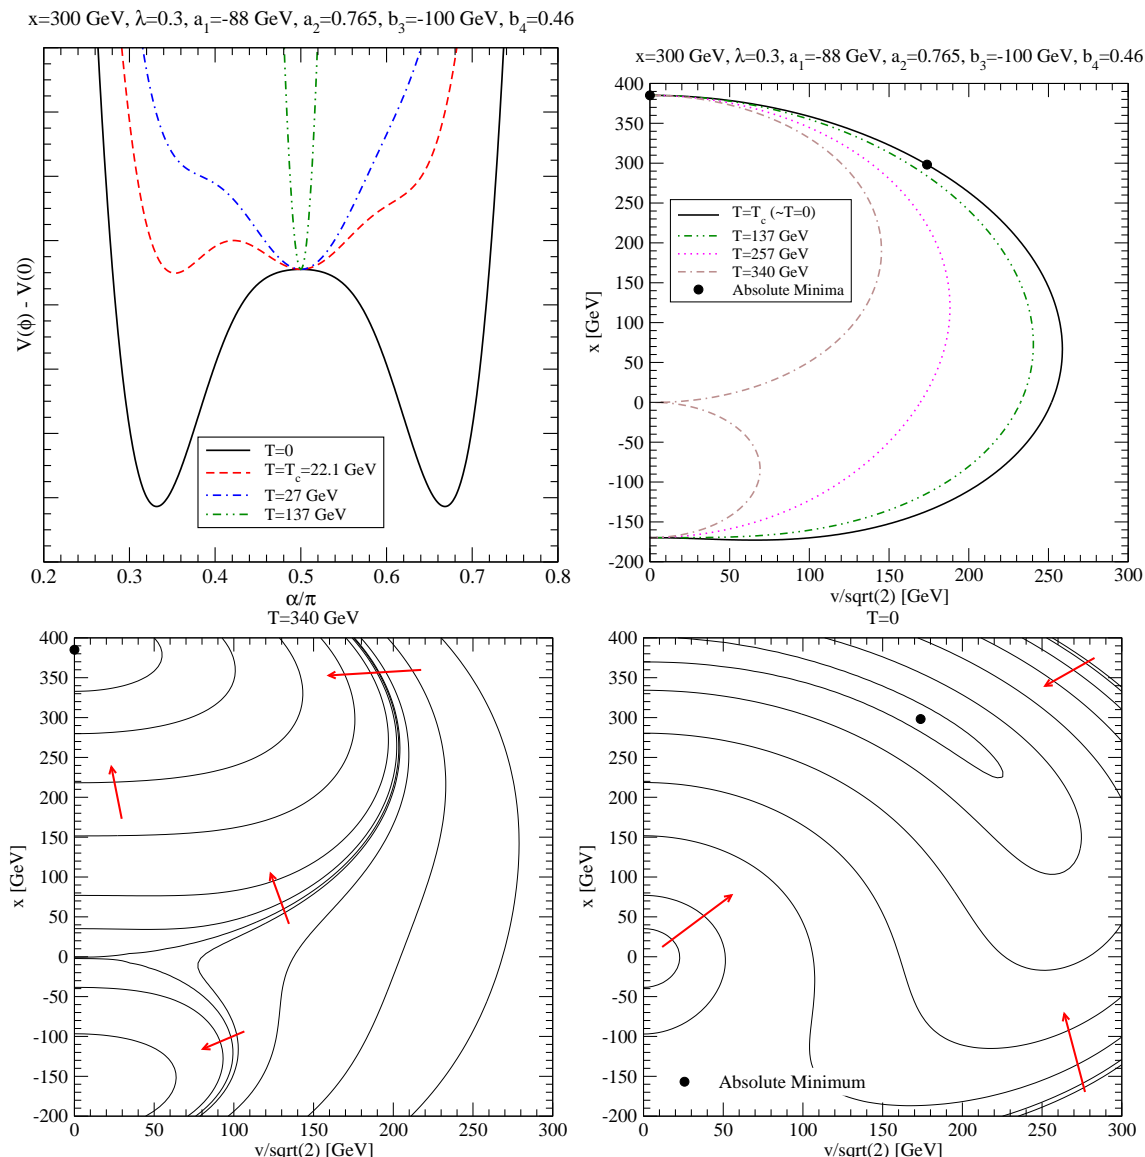 x=300 GeV, λ=0.3, a1=-88 GeV, a2=0.765, b3=-100 GeV, b4=0.46
V(ϕ) - V(0)
T=0
T=Tc=22.1 GeV
T=27 GeV
T=137 GeV
0.2 0.3 0.4 0.5 0.6 0.7 0.8
α/π
x=300 GeV, λ=0.3, a1=-88 GeV, a2=0.765, b3=-100 GeV, b4=0.46
400
350
300
250
200
150
100
50
0
-50
-100
-150
-200
x [GeV]
T=Tc (~T=0)
T=137 GeV
T=257 GeV
T=340 GeV
Absolute Minima
0 50 100 150 200 250 300
v/sqrt(2) [GeV]
T=340 GeV
400
350
300
250
200
150
100
50
0
-50
-100
-150
-200
x [GeV]
0 50 100 150 200 250 300
v/sqrt(2) [GeV]
T=0
400
350
300
250
200
150
100
50
0
-50
-100
-150
-200
x [GeV]
Absolute Minimum
0 50 100 150 200 250 300
v/sqrt(2) [GeV]